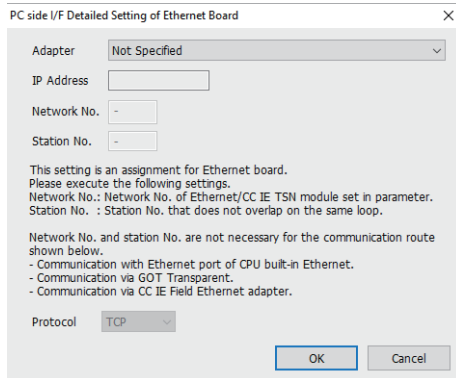 PC side I/F Detailed Setting of Ethernet Board
Adapter Not Specified
IP Address
Network No. -
Station No. -
This setting is an assignment for Ethernet board.
Please execute the following settings.
Network No.: Network No. of Ethernet/CC IE TSN module set in parameter.
Station No. : Station No. that does not overlap on the same loop.
Network No. and station No. are not necessary for the communication route
shown below.
- Communication with Ethernet port of CPU built-in Ethernet.
- Communication via GOT Transparent.
- Communication via CC IE Field Ethernet adapter.
Protocol TCP
OK Cancel